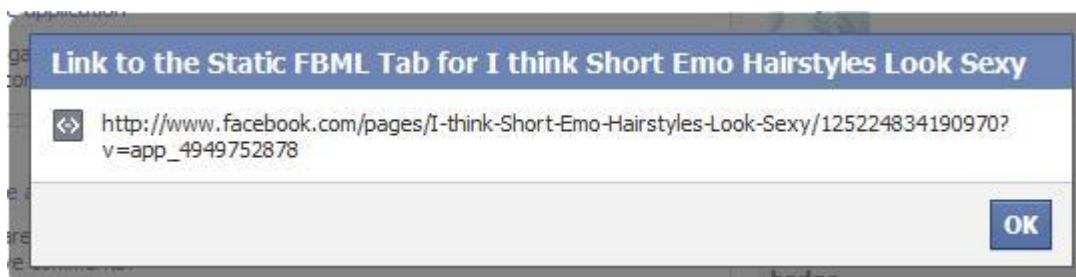 application
Link to the Static FBML Tab for I think Short Emo Hairstyles Look Sexy
http://www.facebook.com/pages/I-think-Short-Emo-Hairstyles-Look-Sexy/125224834190970?
v=app_4949752878
OK